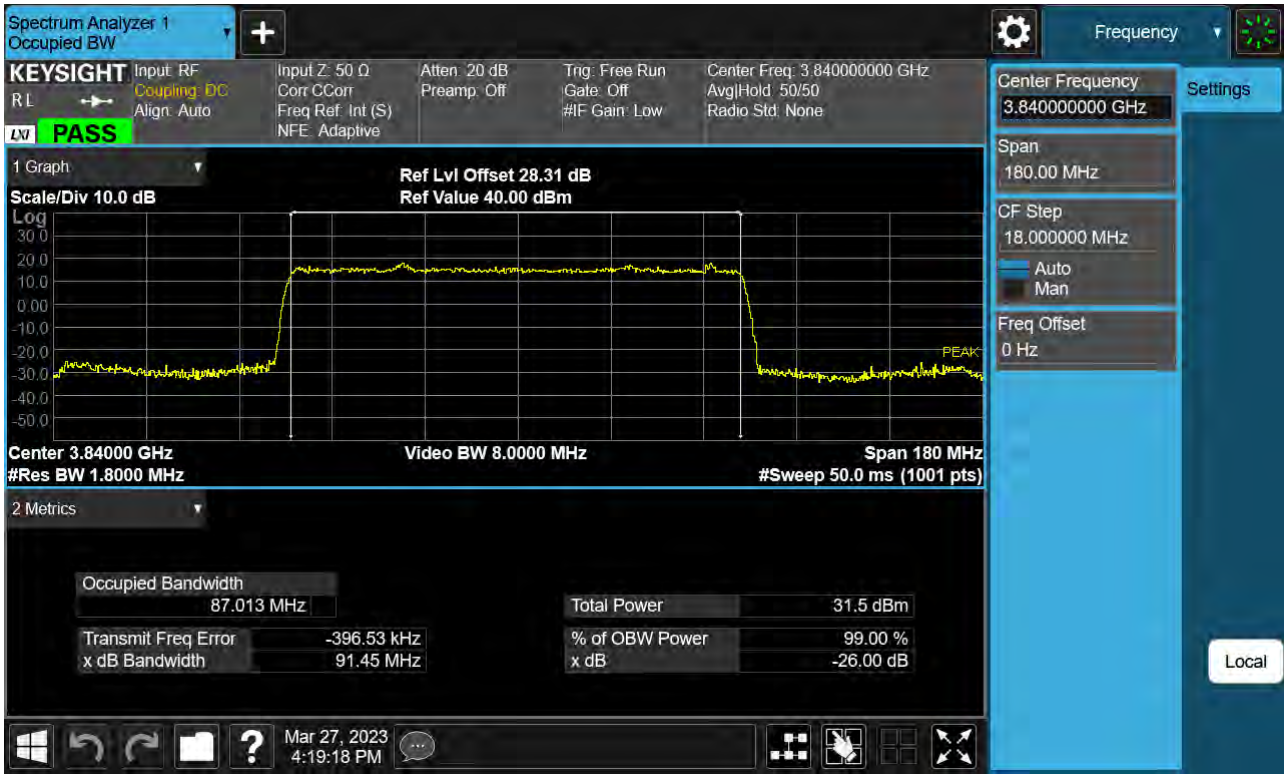 Spectrum Analyzer 1
Occupied BW
+
Frequency
KEYSIGHT
RL
LXI PASS
Input: RF
Coupling: DC
Align: Auto
Input Z: 50 Ω
Corr CCorr
Freq Ref: Int (S)
NFE: Adaptive
Atten: 20 dB
Preamp: Off
Trig: Free Run
Gate: Off
#IF Gain: Low
Center Freq: 3.840000000 GHz
Avg|Hold: 50/50
Radio Std: None
Center Frequency
3.840000000 GHz
Settings
Span
180.00 MHz
CF Step
18.000000 MHz
Auto
Man
Freq Offset
0 Hz
Local
1 Graph
Scale/Div 10.0 dB
Ref Lvl Offset 28.31 dB
Ref Value 40.00 dBm
Log
30.0
20.0
10.0
0.00
-10.0
-20.0
-30.0
-40.0
-50.0
PEAK
Center 3.84000 GHz
#Res BW 1.8000 MHz
Video BW 8.0000 MHz
Span 180 MHz
#Sweep 50.0 ms (1001 pts)
2 Metrics
Occupied Bandwidth
87.013 MHz
Transmit Freq Error -396.53 kHz
x dB Bandwidth 91.45 MHz
Total Power 31.5 dBm
% of OBW Power 99.00 %
x dB -26.00 dB
?
Mar 27, 2023
4:19:18 PM